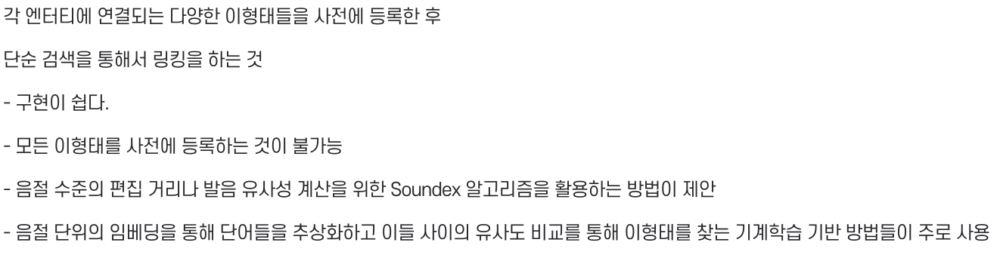 각 엔터티에 연결되는 다양한 이형태들을 사전에 등록한 후
단순 검색을 통해서 링킹을 하는 것
- 구현이 쉽다.
- 모든 이형태를 사전에 등록하는 것이 불가능
- 음절 수준의 편집 거리나 발음 유사성 계산을 위한 Soundex 알고리즘을 활용하는 방법이 제안
- 음절 단위의 임베딩을 통해 단어들을 추상화하고 이들 사이의 유사도 비교를 통해 이형태를 찾는 기계학습 기반 방법들이 주로 사용